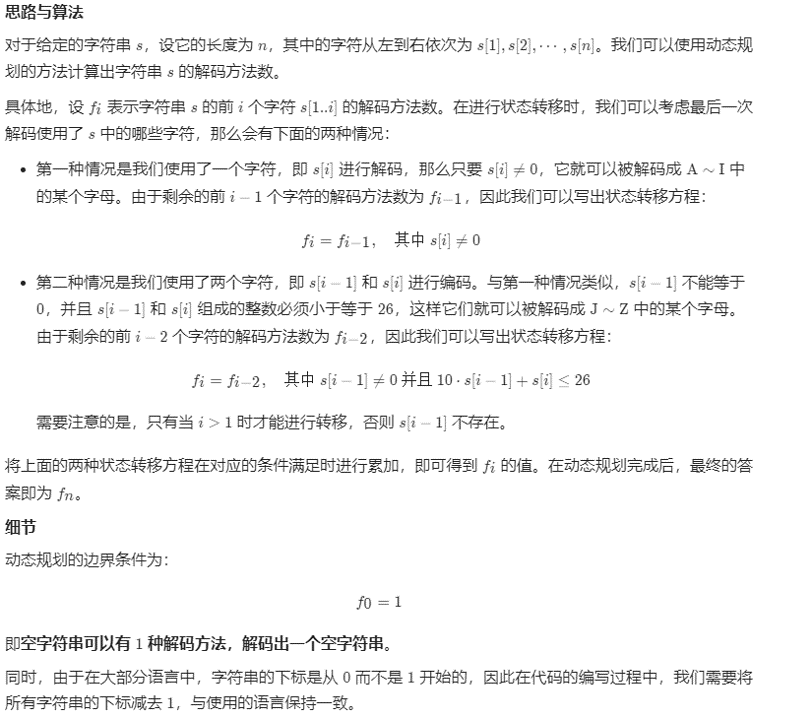 思路与算法
对于给定的字符串 s，设它的长度为 n，其中的字符从左到右依次为 s[1], s[2], ⋯ , s[n]。我们可以使用动态规
划的方法计算出字符串 s 的解码方法数。
具体地，设 fi 表示字符串 s 的前 i 个字符 s[1..i] 的解码方法数。在进行状态转移时，我们可以考虑最后一次
解码使用了 s 中的哪些字符，那么会有下面的两种情况：
• 第一种情况是我们使用了一个字符，即 s[i] 进行解码，那么只要 s[i] ≠ 0，它就可以被解码成 A ∼ I 中
的某个字母。由于剩余的前 i − 1 个字符的解码方法数为 fi−1，因此我们可以写出状态转移方程：
fi = fi−1, 其中 s[i] ≠ 0
• 第二种情况是我们使用了两个字符，即 s[i − 1] 和 s[i] 进行编码。与第一种情况类似，s[i − 1] 不能等于
0，并且 s[i − 1] 和 s[i] 组成的整数必须小于等于 26，这样它们就可以被解码成 J ∼ Z 中的某个字母。
由于剩余的前 i − 2 个字符的解码方法数为 fi−2，因此我们可以写出状态转移方程：
fi = fi−2, 其中 s[i − 1] ≠ 0 并且 10 · s[i − 1] + s[i] ≤ 26
需要注意的是，只有当 i > 1 时才能进行转移，否则 s[i − 1] 不存在。
将上面的两种状态转移方程在对应的条件满足时进行累加，即可得到 fi 的值。在动态规划完成后，最终的答
案即为 fn。
细节
动态规划的边界条件为：
f0 = 1
即空字符串可以有 1 种解码方法，解码出一个空字符串。
同时，由于在大部分语言中，字符串的下标是从 0 而不是 1 开始的，因此在代码的编写过程中，我们需要将
所有字符串的下标减去 1，与使用的语言保持一致。